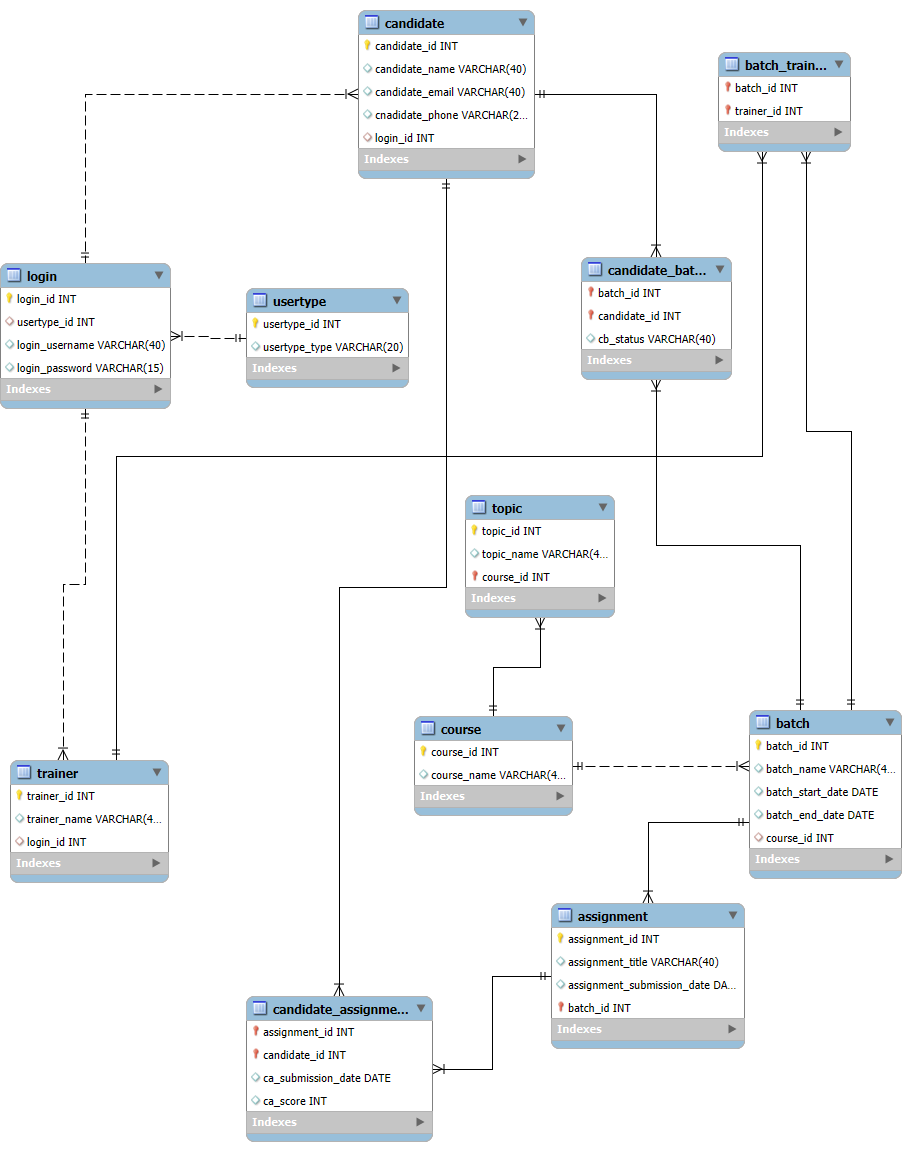 candidate
candidate_id INT
candidate_name VARCHAR(40)
candidate_email VARCHAR(40)
cnadidate_phone VARCHAR(2...
login_id INT
Indexes
batch_train...
batch_id INT
trainer_id INT
Indexes
login
login_id INT
usertype_id INT
login_username VARCHAR(40)
login_password VARCHAR(15)
Indexes
usertype
usertype_id INT
usertype_type VARCHAR(20)
Indexes
candidate_bat...
batch_id INT
candidate_id INT
cb_status VARCHAR(40)
Indexes
topic
topic_id INT
topic_name VARCHAR(4...
course_id INT
Indexes
course
course_id INT
course_name VARCHAR(4...
Indexes
batch
batch_id INT
batch_name VARCHAR(4...
batch_start_date DATE
batch_end_date DATE
course_id INT
Indexes
trainer
trainer_id INT
trainer_name VARCHAR(4...
login_id INT
Indexes
assignment
assignment_id INT
assignment_title VARCHAR(40)
assignment_submission_date DA...
batch_id INT
Indexes
candidate_assignme...
assignment_id INT
candidate_id INT
ca_submission_date DATE
ca_score INT
Indexes